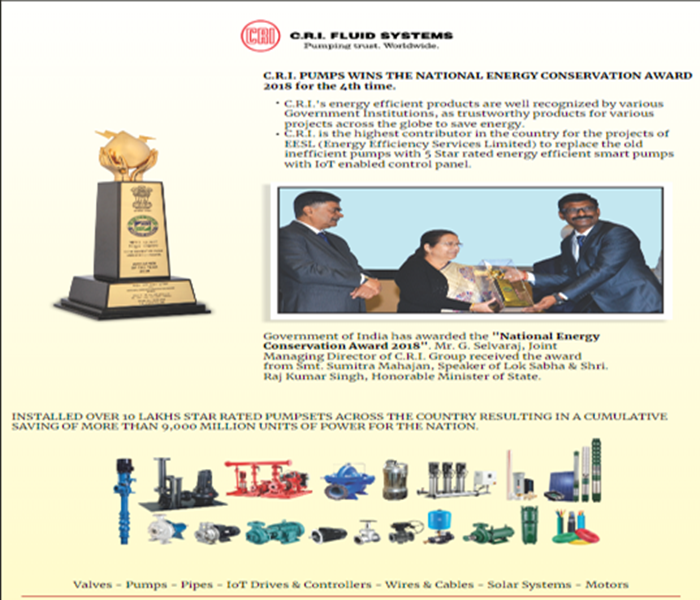 CRI
C.R.I. FLUID SYSTEMS
Pumping trust. Worldwide.
C.R.I. PUMPS WINS THE NATIONAL ENERGY CONSERVATION AWARD
2018 for the 4th time.
• C.R.I.'s energy efficient products are well recognized by various
Government Institutions, as trustworthy products for various
projects across the globe to save energy.
• C.R.I. is the highest contributor in the country for the projects of
EESL (Energy Efficiency Services Limited) to replace the old
inefficient pumps with 5 Star rated energy efficient smart pumps
with IoT enabled control panel.
Government of India has awarded the "National Energy
Conservation Award 2018". Mr. G. Selvaraj, Joint
Managing Director of C.R.I. Group received the award
from Smt. Sumitra Mahajan, Speaker of Lok Sabha & Shri.
Raj Kumar Singh, Honorable Minister of State.
INSTALLED OVER 10 LAKHS STAR RATED PUMPSETS ACROSS THE COUNTRY RESULTING IN A CUMULATIVE
SAVING OF MORE THAN 9,000 MILLION UNITS OF POWER FOR THE NATION.
Valves - Pumps - Pipes - IoT Drives & Controllers - Wires & Cables - Solar Systems - Motors